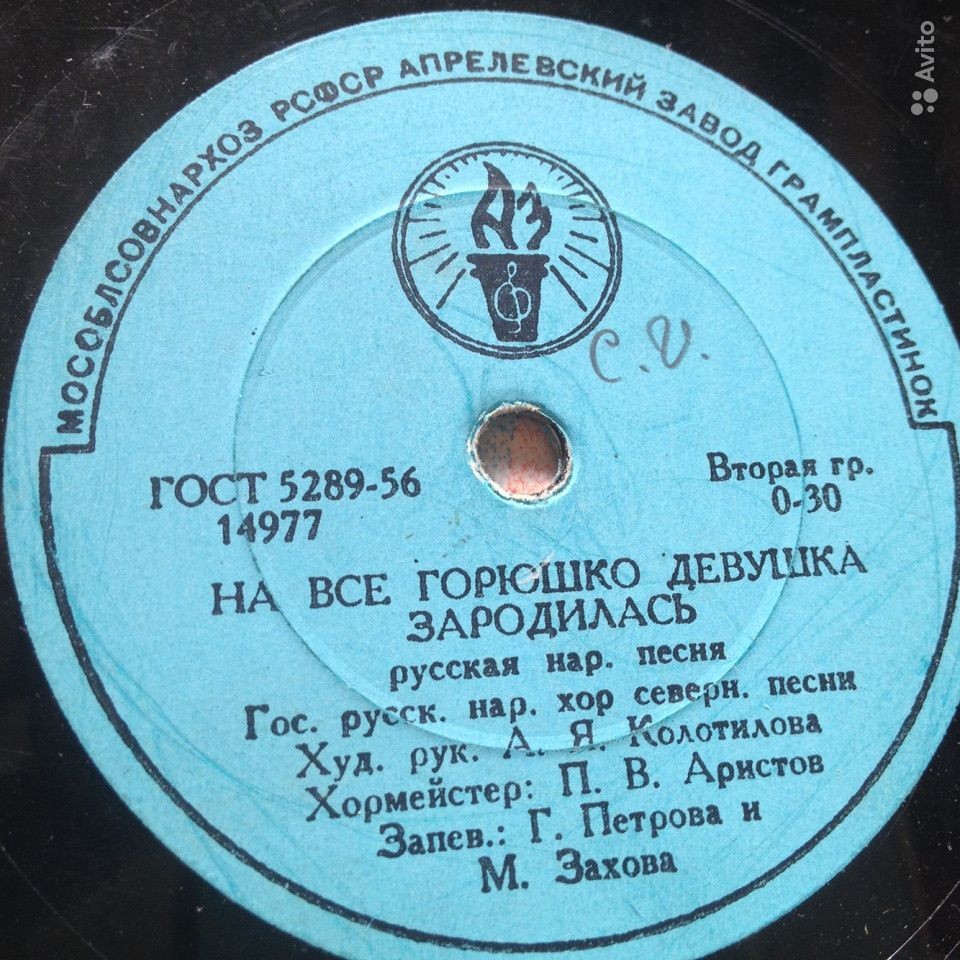 МОСОБЛСОВНАРХОЗ РСФСР АПРЕЛЕВСКИЙ ЗАВОД ГРАМПЛАСТИНОК
АЗ
С.И.
ГОСТ 5289-56
14977
Вторая гр.
0-30
НА ВСЕ ГОРЮШКО ДЕВУШКА
ЗАРОДИЛАСЬ
русская нар. песня
Гос. русск. нар. хор северн. песни
Худ. рук. А. Я. Колотилова
Хормейстер: П. В. Аристов
Запев.: Г. Петрова и
М. Захова
Avito